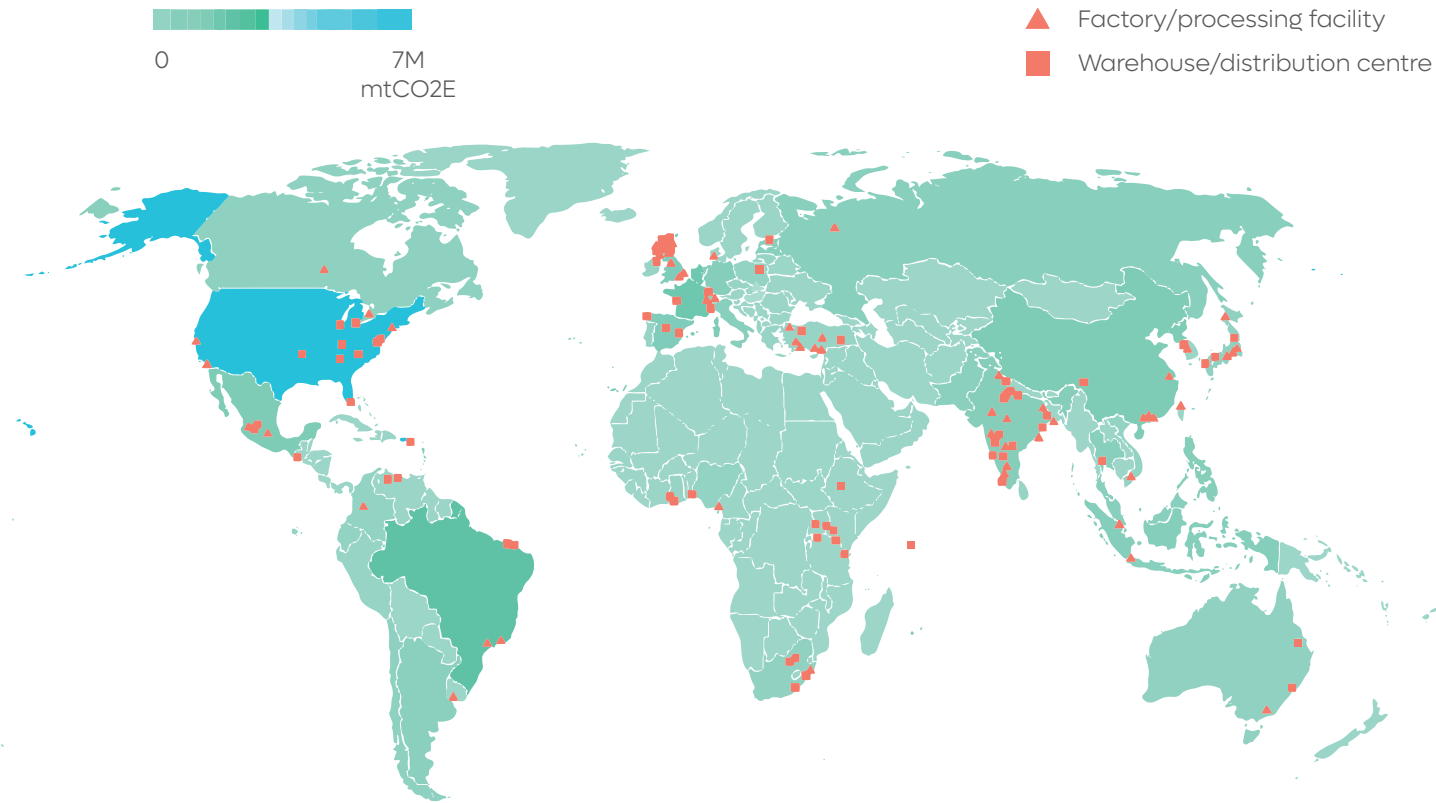 0
7M
mtCO2E
Factory/processing facility
Warehouse/distribution centre